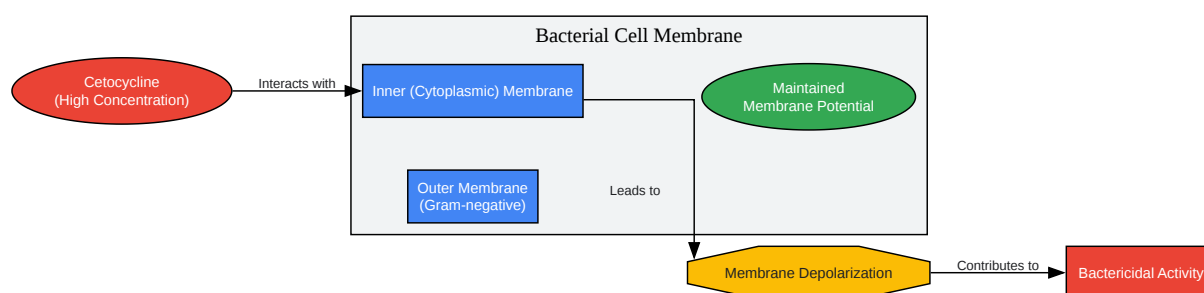 Bacterial Cell Membrane
Cetocycline
(High Concentration)
Interacts with
Inner (Cytoplasmic) Membrane
Maintained
Membrane Potential
Outer Membrane
(Gram-negative)
Leads to
Membrane Depolarization
Contributes to
Bactericidal Activity